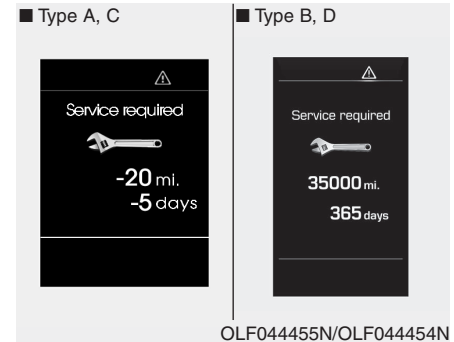 ■ Type A, C
■ Type B, D
Service required
-20 mi.
-5 days
Service required
35000 mi.
365 days
OLF044455N/OLF044454N